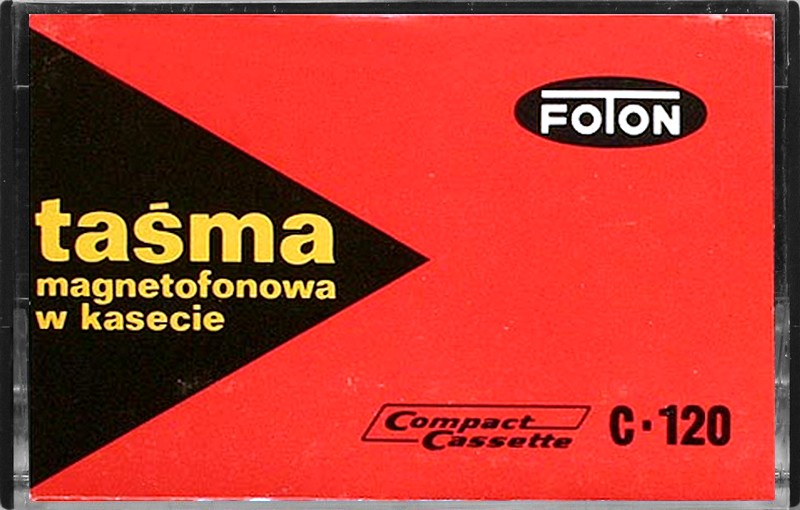 FOTON
taśma
magnetofonowa
w kasecie
Compact
Cassette
C·120